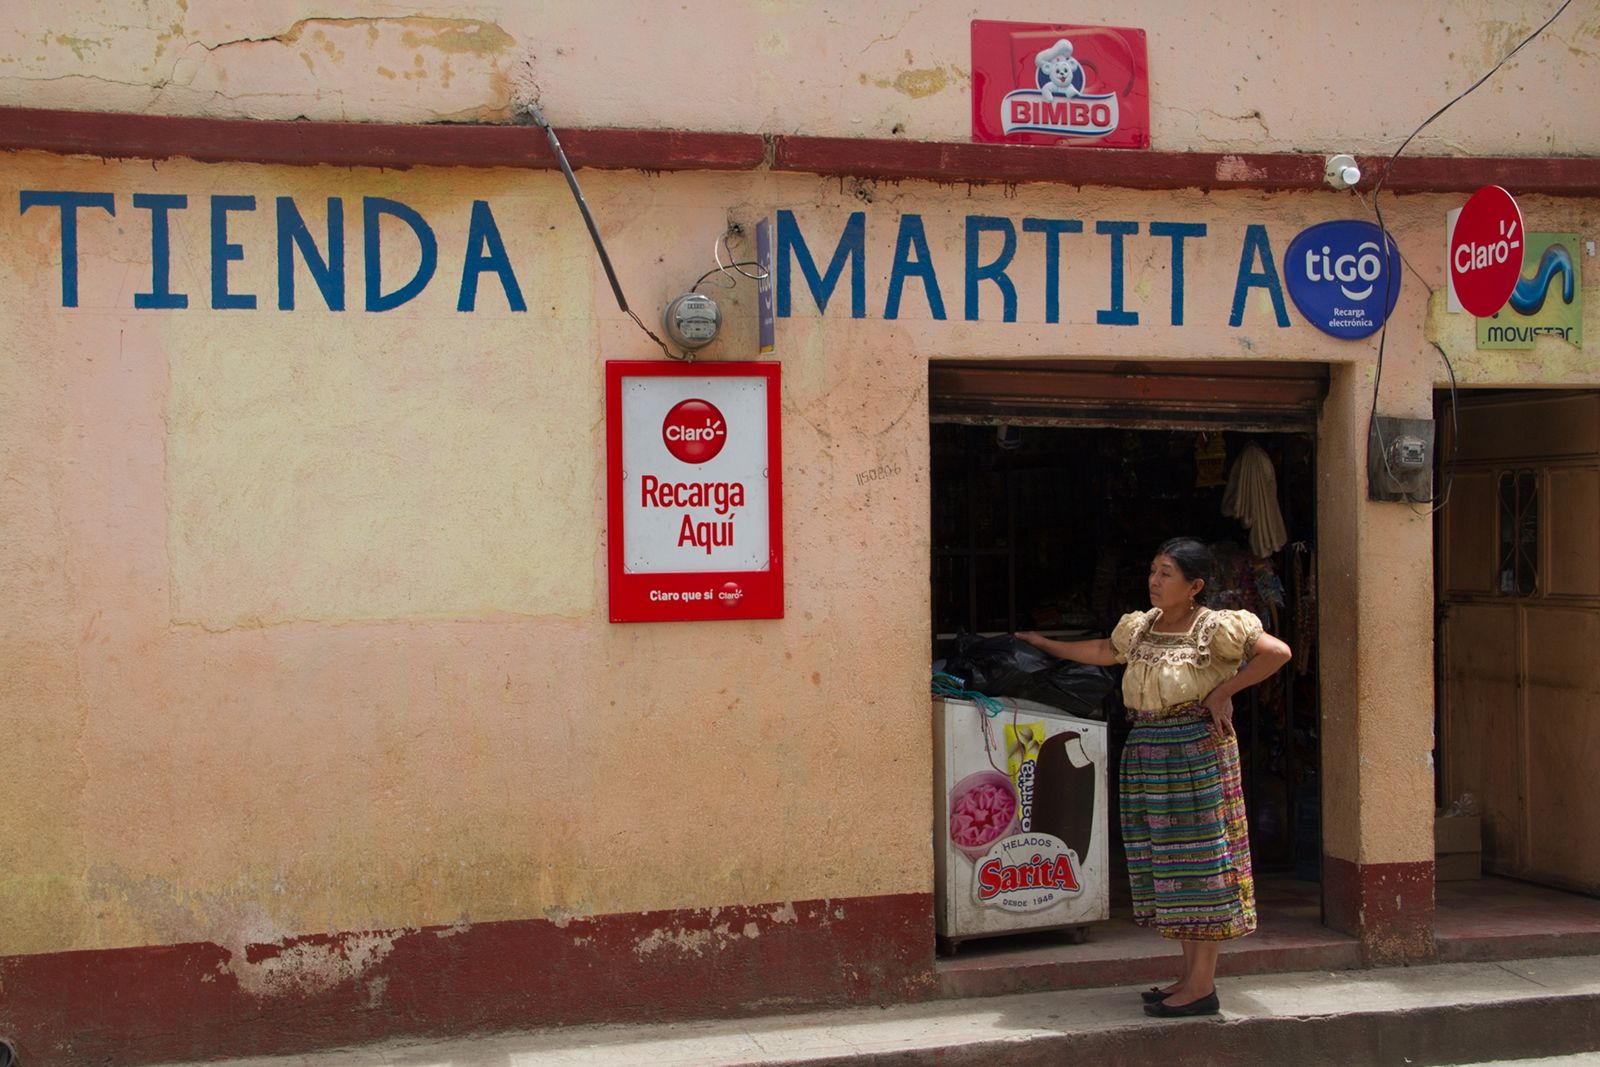 BIMBO
TIENDA MARTITA
tigo
Recarga
electrónica
Claro
movistar
Claro
Recarga
Aquí
Claro que sí Claro
1150806
HELADOS
SaritA
DESDE 1948